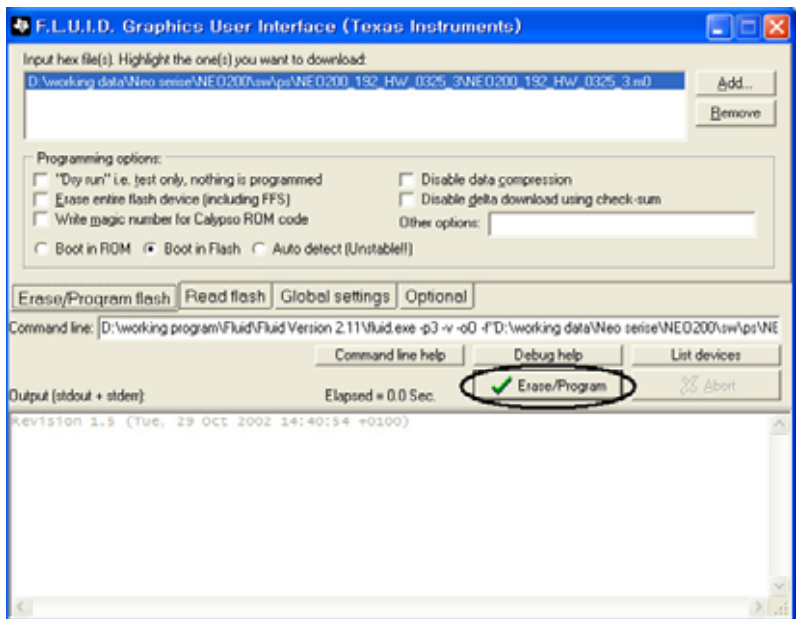 F.L.U.I.D. Graphics User Interface (Texas Instruments)
Input hex file(s). Highlight the one(s) you want to download:
D:\working data\Neo serise\NEO200\sw\ps\NEO200_192_HW_0325_3\NEO200_192_HW_0325_3.m0
Add...
Remove
Programming options:
"Dry run" i.e. test only, nothing is programmed
Disable data compression
Erase entire flash device (including FFS)
Disable delta download using check-sum
Write magic number for Calypso ROM code
Other options:
Boot in ROM Boot in Flash Auto detect (Unstable!!)
Erase/Program flash Read flash Global settings Optional
Command line: D:\working program\Fluid\Fluid Version 2.11\fluid.exe -p3 -v -oO -f"D:\working data\Neo serise\NEO200\sw\ps\NE
Command line help Debug help List devices
Output (stdout + stderr): Elapsed = 0.0 Sec. Erase/Program Abort
Revision 1.5 (Tue, 29 Oct 2002 14:40:54 +0100)